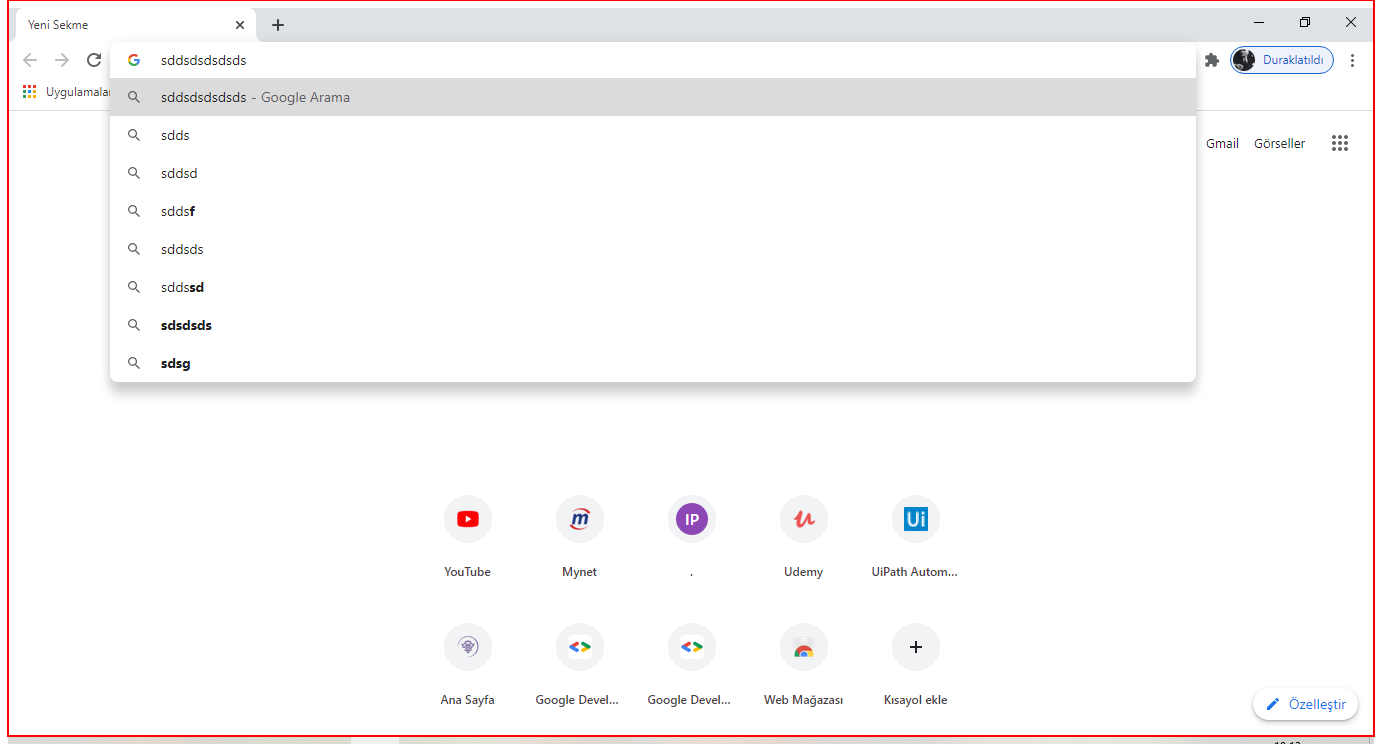 Yeni Sekme
sddsdsdsdsds
Duraklatıldı
Uygulamalar
sddsdsdsdsds - Google Arama
sdds
sddsd
sddsf
sddsds
sddssd
sdsdsds
sdsg
Gmail Görseller
IP
Ui
YouTube Mynet . Udemy UiPath Autom...
Ana Sayfa Google Devel... Google Devel... Web Mağazası Kısayol ekle
Özelleştir